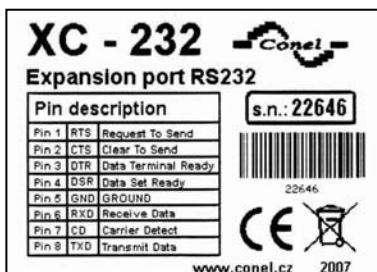 XC - 232
Conel
Expansion port RS232
Pin description
Pin 1 RTS Request To Send
Pin 2 CTS Clear To Send
Pin 3 DTR Data Terminal Ready
Pin 4 DSR Data Set Ready
Pin 5 GND GROUND
Pin 6 RXD Receive Data
Pin 7 CD Carrier Detect
Pin 8 TXD Transmit Data
s.n.: 22646
22646
CE
www.conel.cz 2007